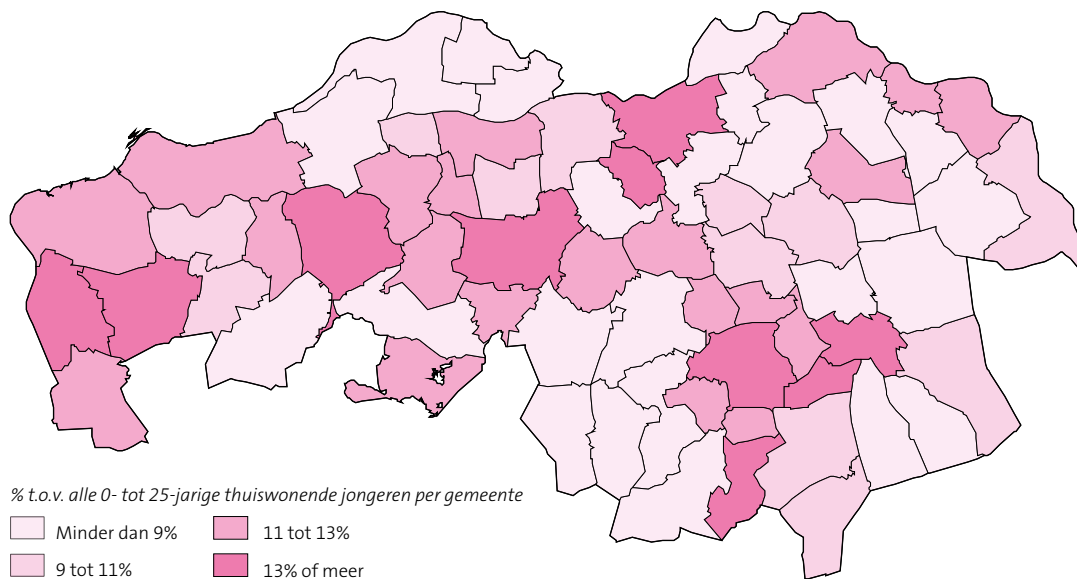 % t.o.v. alle 0- tot 25-jarige thuiswonende jongeren per gemeente
Minder dan 9%
11 tot 13%
9 tot 11%
13% of meer